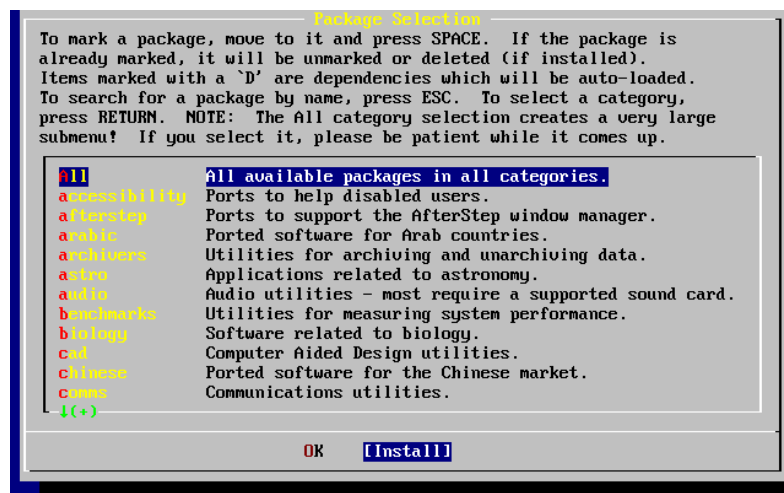 Package Selection
To mark a package, move to it and press SPACE.  If the package is
already marked, it will be unmarked or deleted (if installed).
Items marked with a `D' are dependencies which will be auto-loaded.
To search for a package by name, press ESC.  To select a category,
press RETURN.  NOTE:  The All category selection creates a very large
submenu!  If you select it, please be patient while it comes up.
All All available packages in all categories.
accessibility Ports to help disabled users.
afterstep Ports to support the AfterStep window manager.
arabic Ported software for Arab countries.
archivers Utilities for archiving and unarchiving data.
astro Applications related to astronomy.
audio Audio utilities - most require a supported sound card.
benchmarks Utilities for measuring system performance.
biology Software related to biology.
cad Computer Aided Design utilities.
chinese Ported software for the Chinese market.
comms Communications utilities.
↓(+)
OK [Install]